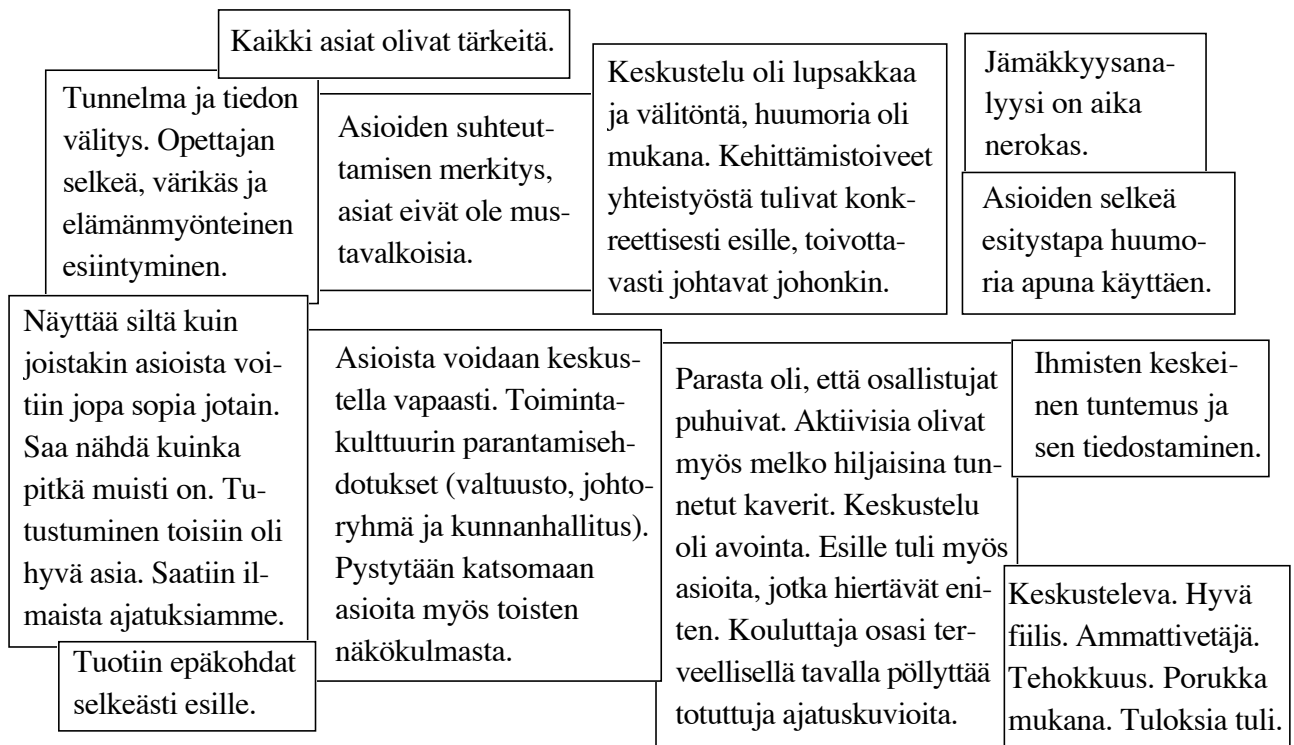 Kaikki asiat olivat tärkeitä.
Tunnelma ja tiedon
välitys. Opettajan
selkeä, värikäs ja
elämänmyönteinen
esiintyminen.
Asioiden suhteut-
tamisen merkitys,
asiat eivät ole mus-
tavalkoisia.
Keskustelu oli lupsakkaa
ja välitöntä, huumoria oli
mukana. Kehittämistoiveet
yhteistyöstä tulivat konk-
reettisesti esille, toivotta-
vasti johtavat johonkin.
Jämäkkyysana-
lyysi on aika
nerokas.
Asioiden selkeä
esitystapa huumo-
ria apuna käyttäen.
Näyttää siltä kuin
joistakin asioista voi-
tiin jopa sopia jotain.
Saa nähdä kuinka
pitkä muisti on. Tu-
tustuminen toisiin oli
hyvä asia. Saatiin il-
maista ajatuksiamme.
Tuotiin epäkohdat
selkeästi esille.
Asioista voidaan keskus-
tella vapaasti. Toiminta-
kulttuurin parantamiseh-
dotukset (valtuusto, johto-
ryhmä ja kunnanhallitus).
Pystytään katsomaan
asioita myös toisten
näkökulmasta.
Parasta oli, että osallistujat
puhuivat. Aktiivisia olivat
myös melko hiljaisina tun-
netut kaverit. Keskustelu
oli avointa. Esille tuli myös
asioita, jotka hiertävät eni-
ten. Kouluttaja osasi ter-
veellisellä tavalla pöllyttää
totuttuja ajatuskuvioita.
Ihmisten keskei-
nen tuntemus ja
sen tiedostaminen.
Keskusteleva. Hyvä
fiilis. Ammattivetäjä.
Tehokkuus. Porukka
mukana. Tuloksia tuli.